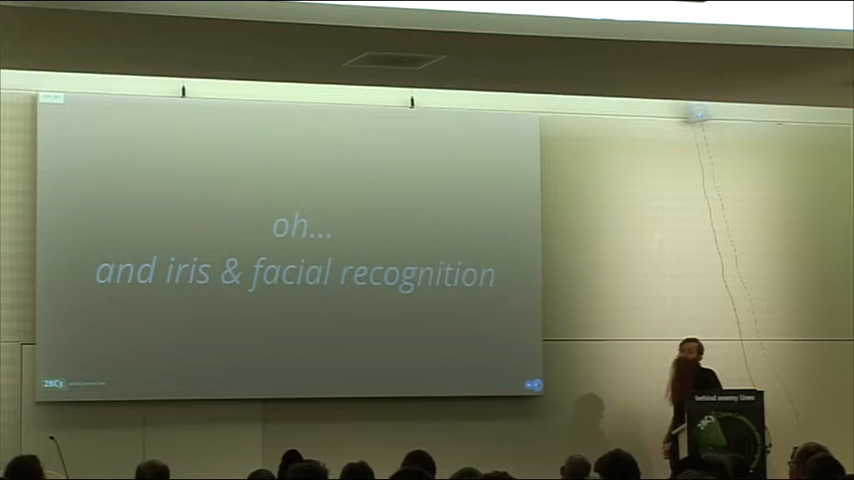 oh...
and iris & facial recognition
28C3
behind enemy lines